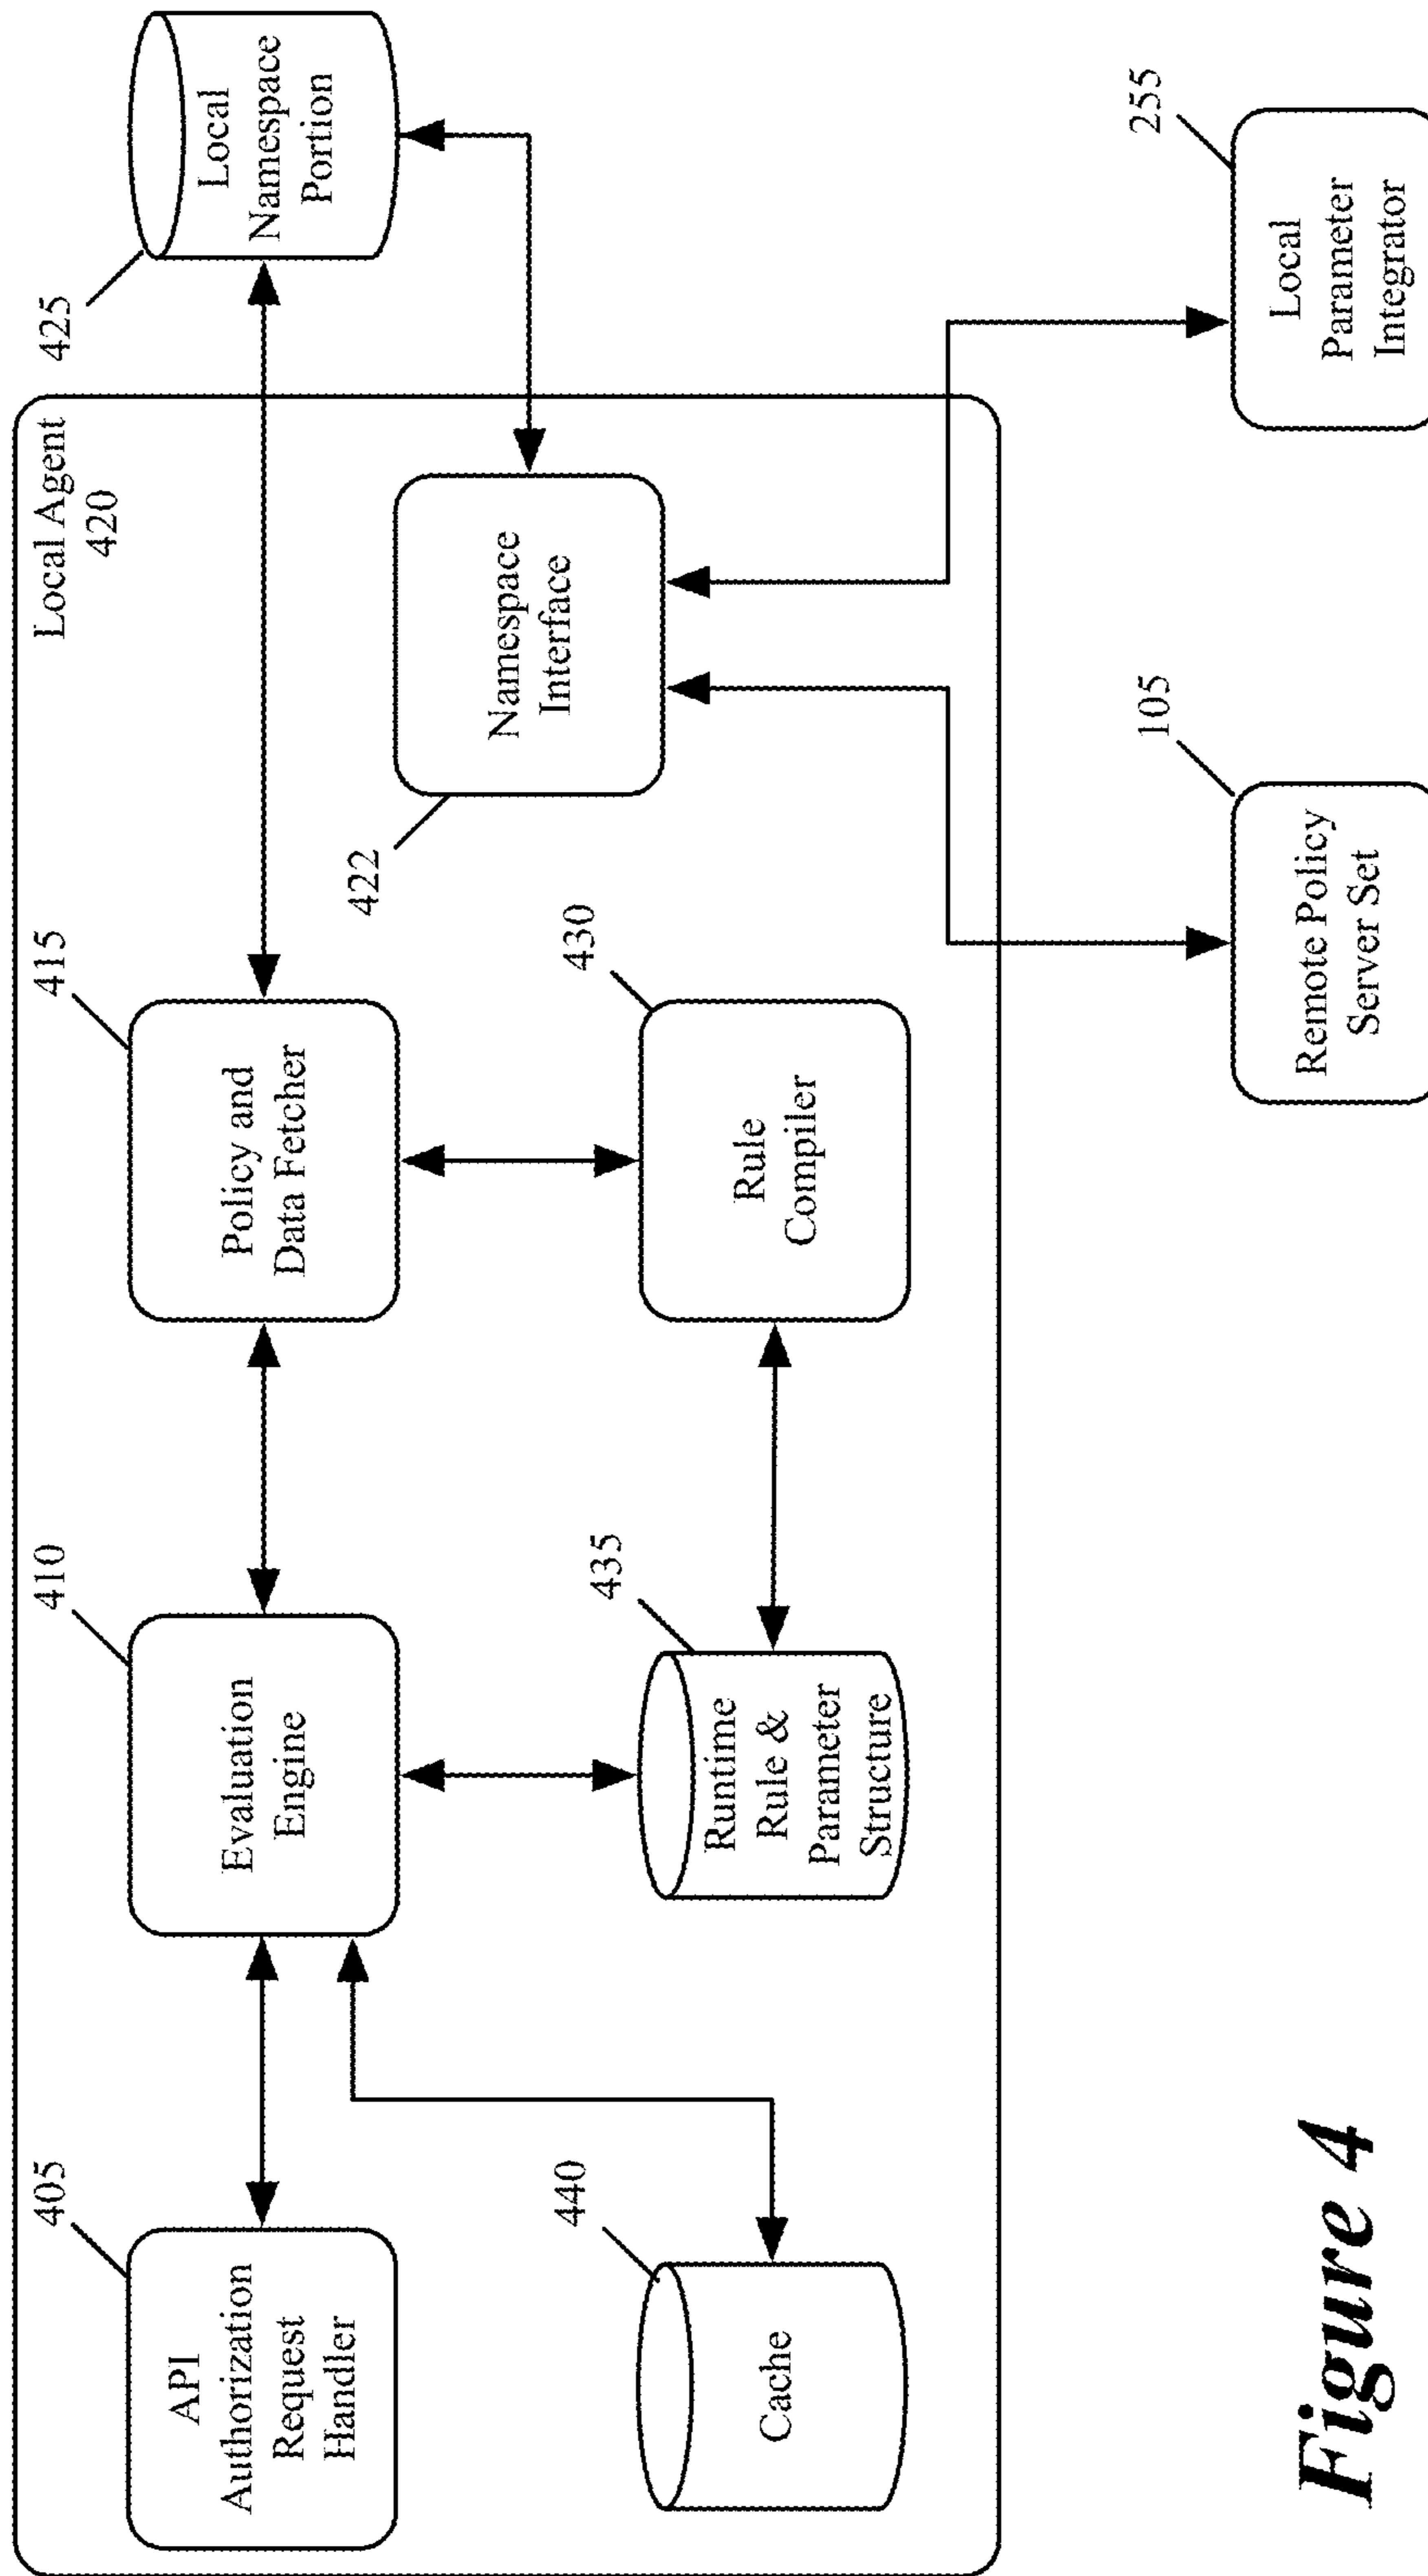 Local Agent
420
405
API
Authorization
Request
Handler
410
Evaluation
Engine
415
Policy and
Data Fetcher
425
Local
Namespace
Portion
440
Cache
435
Runtime
Rule &
Parameter
Structure
430
Rule
Compiler
422
Namespace
Interface
105
Remote Policy
Server Set
255
Local
Parameter
Integrator
Figure 4